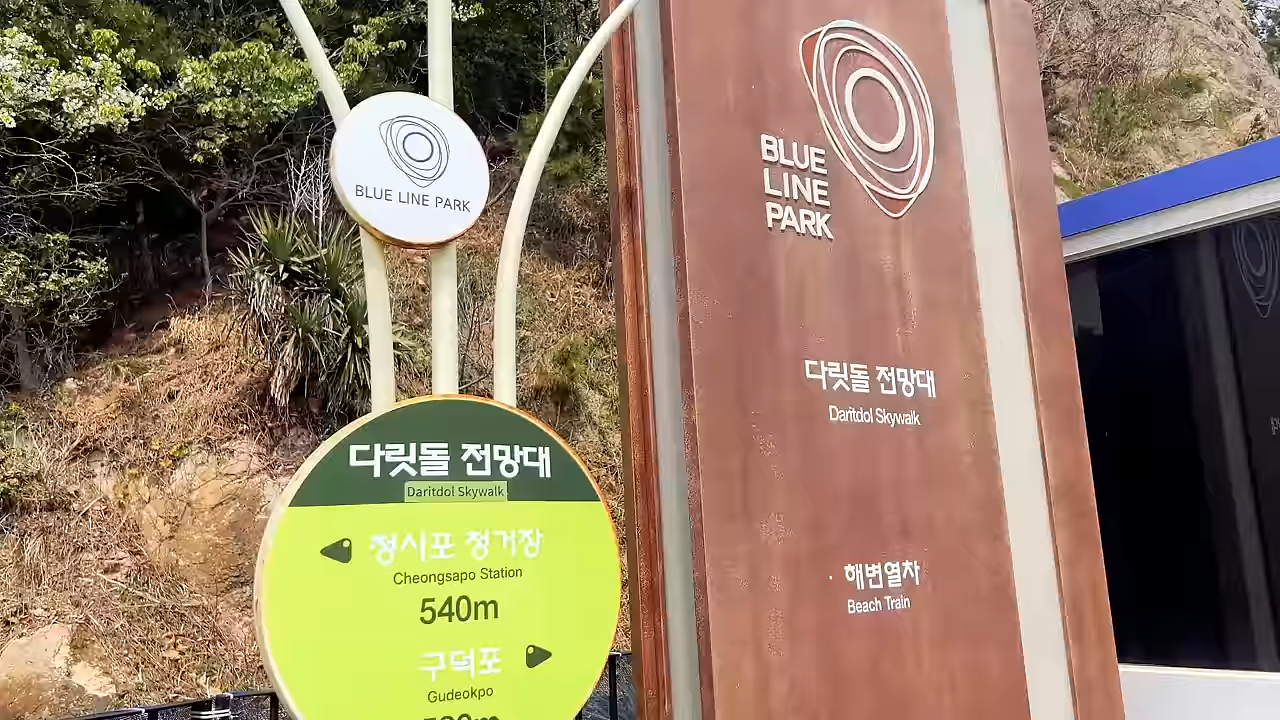 BLUE LINE PARK
다릿돌 전망대
Daritdol Skywalk
청사포 정거장
Cheongsapo Station
540m
구덕포
Gudeokpo
BLUE
LINE
PARK
다릿돌 전망대
Daritdol Skywalk
해변열차
Beach Train